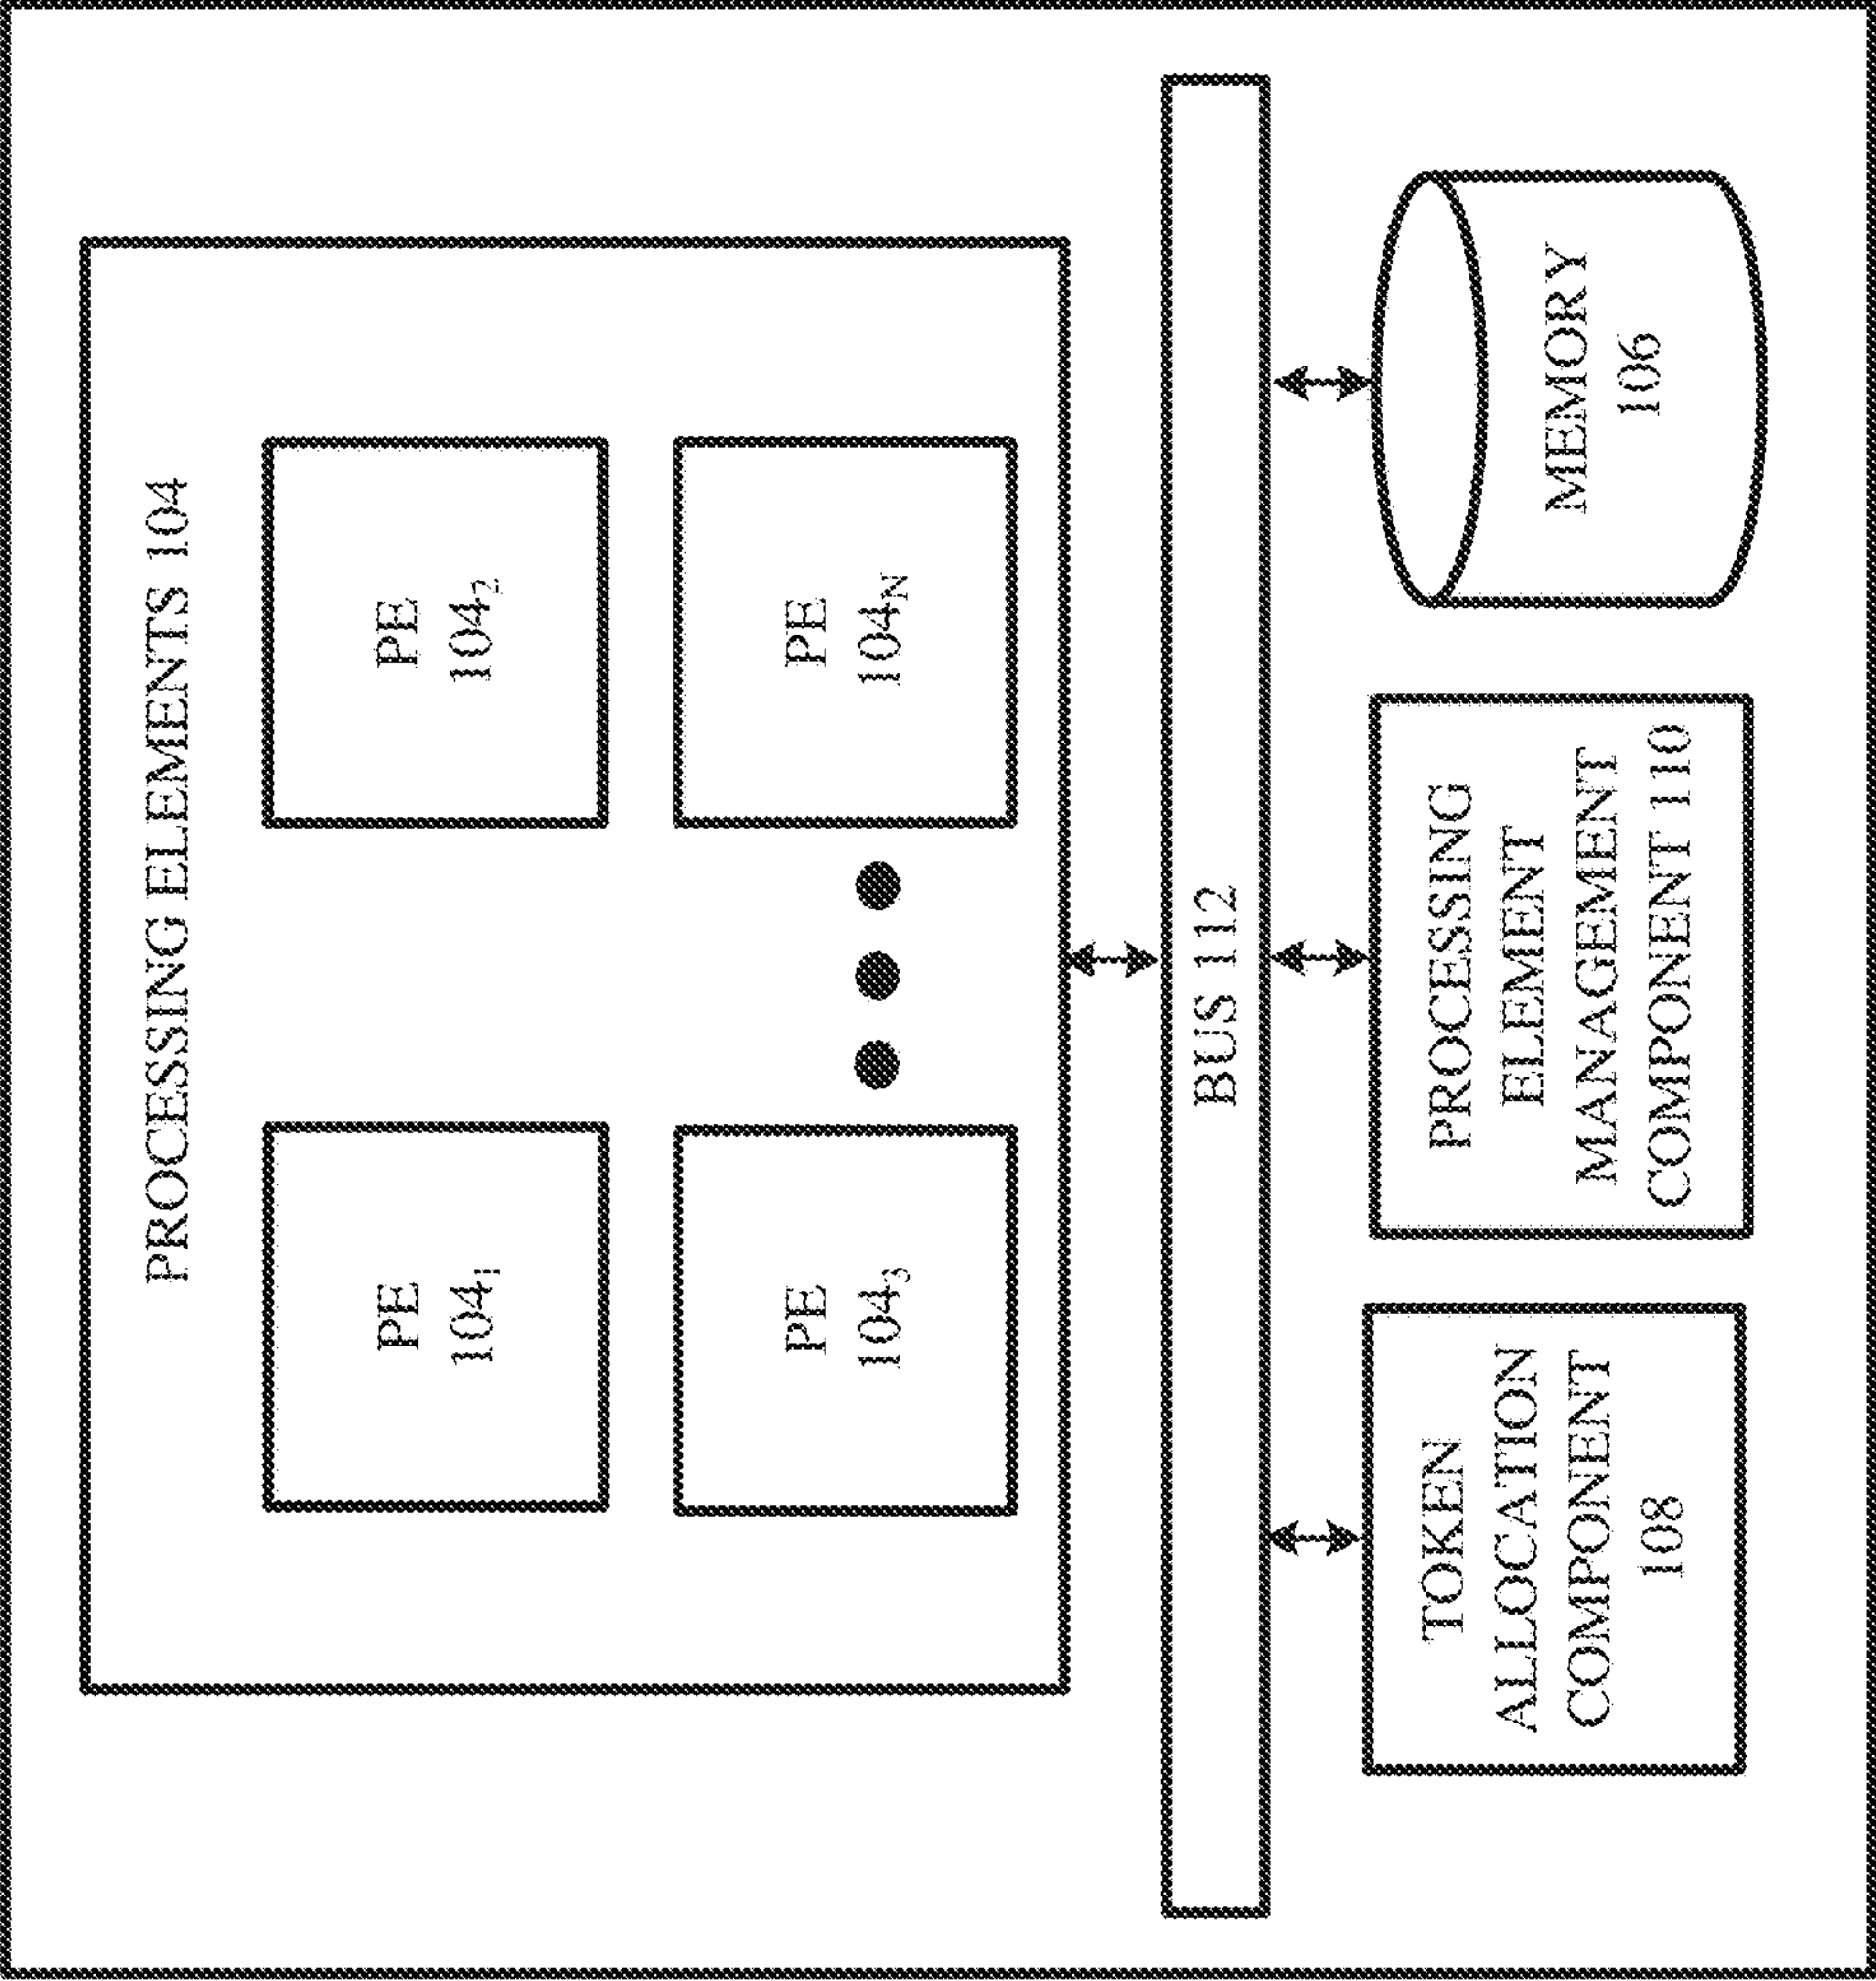 PROCESSING ELEMENTS 104
PE
104₁
PE
104₂
PE
104₃
PE
104N
BUS 112
TOKEN
ALLOCATION
COMPONENT
108
PROCESSING
ELEMENT
MANAGEMENT
COMPONENT 110
MEMORY
106